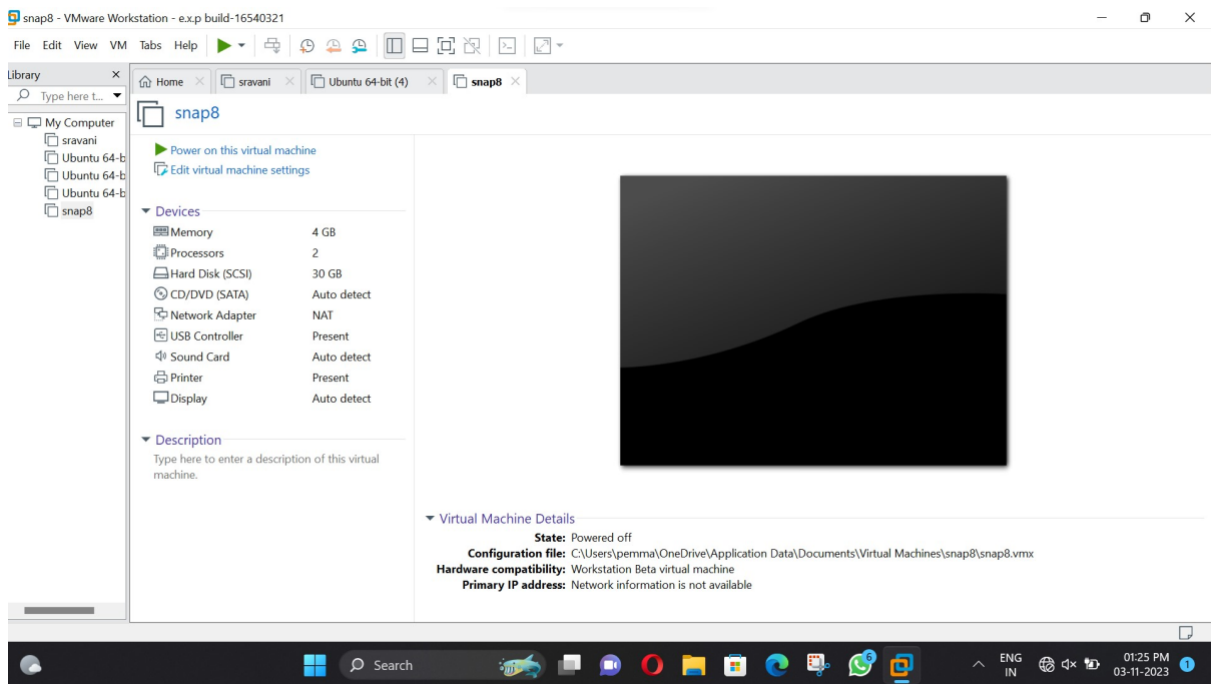 snap8 - VMware Workstation - e.x.p build-16540321
File Edit View VM Tabs Help
Library
Type here t...
My Computer
sravani
Ubuntu 64-b
Ubuntu 64-b
Ubuntu 64-b
snap8
Home
sravani
Ubuntu 64-bit (4)
snap8
snap8
Power on this virtual machine
Edit virtual machine settings
Devices
Memory 4 GB
Processors 2
Hard Disk (SCSI) 30 GB
CD/DVD (SATA) Auto detect
Network Adapter NAT
USB Controller Present
Sound Card Auto detect
Printer Present
Display Auto detect
Description
Type here to enter a description of this virtual
machine.
Virtual Machine Details
State: Powered off
Configuration file: C:\Users\pemma\OneDrive\Application Data\Documents\Virtual Machines\snap8\snap8.vmx
Hardware compatibility: Workstation Beta virtual machine
Primary IP address: Network information is not available
Search
6
ENG
IN
01:25 PM
03-11-2023
1